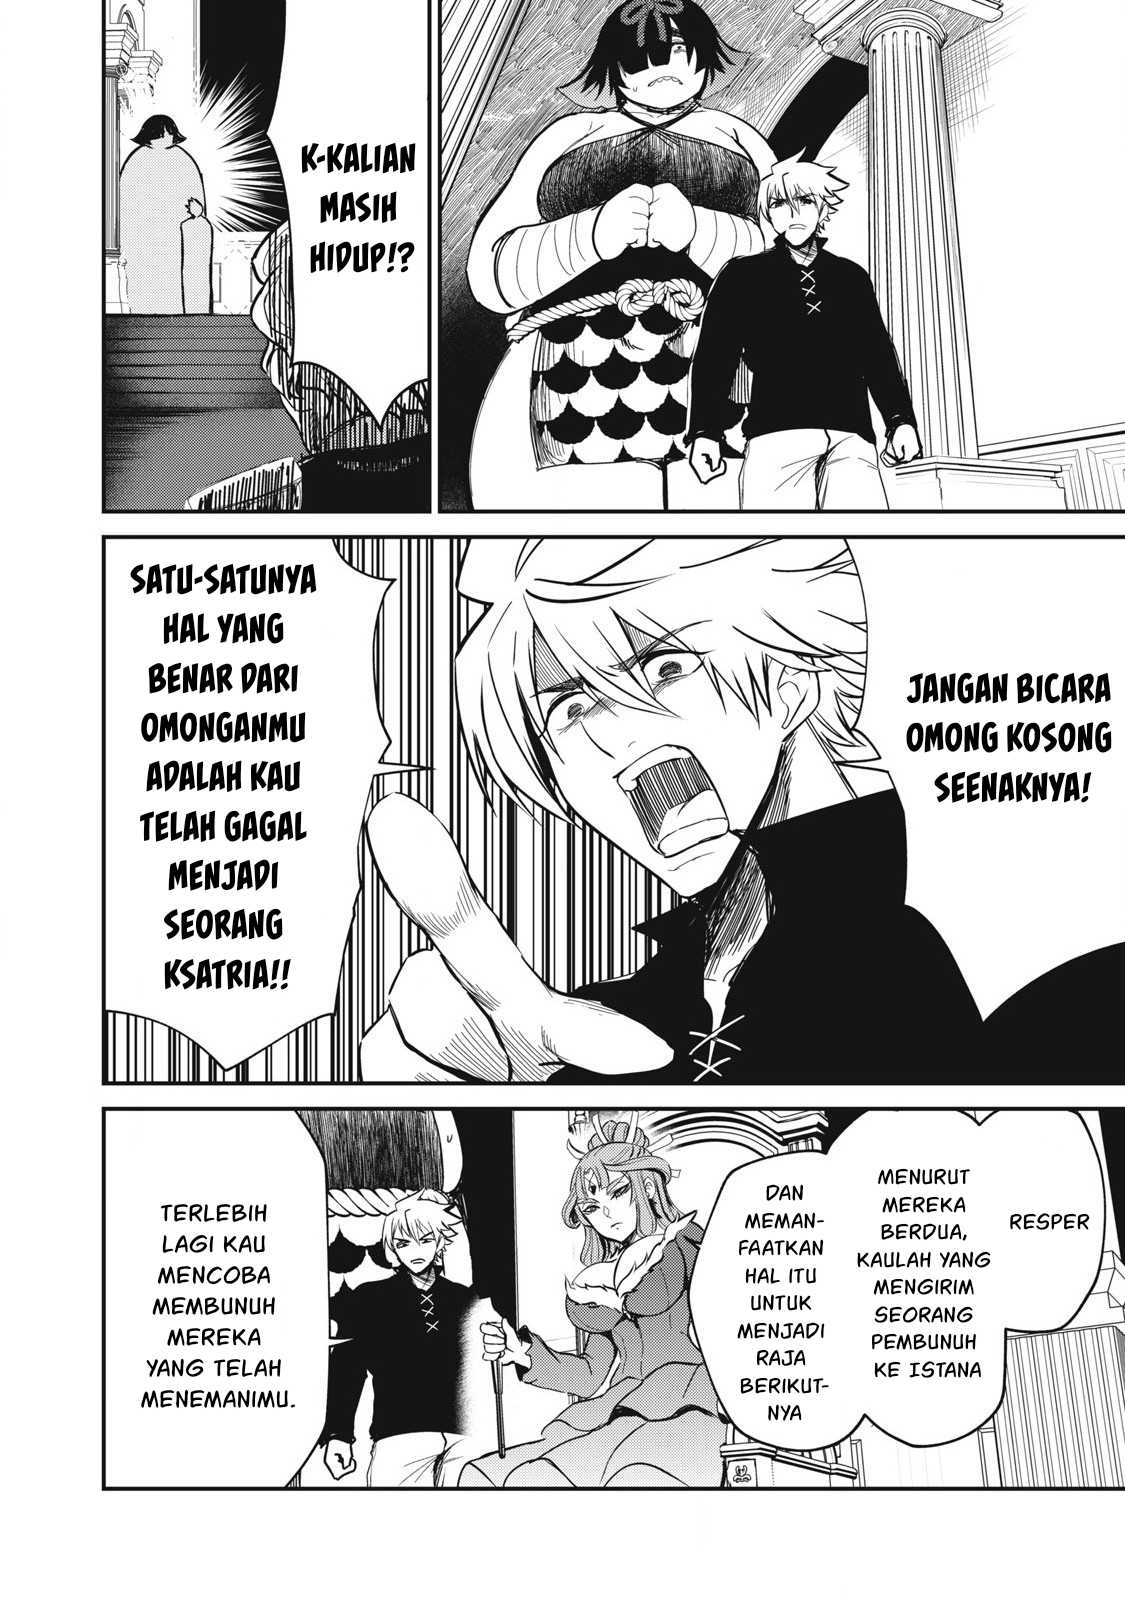 K-KALIAN
MASIH
HIDUP!?
JANGAN BICARA
OMONG KOSONG
SEENAKNYA!
SATU-SATUNYA
HAL YANG
BENAR DARI
OMONGANMU
ADALAH KAU
TELAH GAGAL
MENJADI
SEORANG
KSATRIA!!
RESPER
MENURUT
MEREKA
BERDUA,
KAULAH YANG
MENGIRIM
SEORANG
PEMBUNUH
KE ISTANA
DAN
MEMAN-
FAATKAN
HAL ITU
UNTUK
MENJADI
RAJA
BERIKUT-
NYA
TERLEBIH
LAGI KAU
MENCOBA
MEMBUNUH
MEREKA
YANG TELAH
MENEMANIMU.